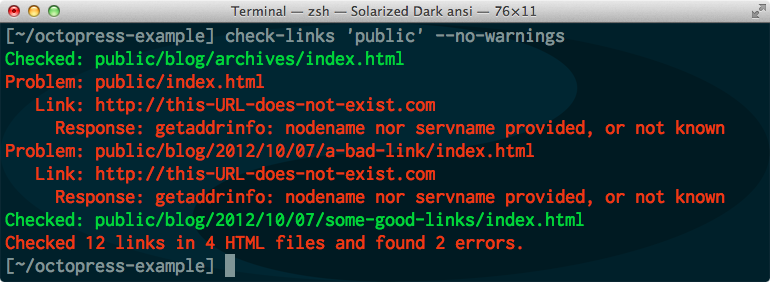 Terminal — zsh — Solarized Dark ansi — 76×11
[~/octopress-example] check-links 'public' --no-warnings
Checked: public/blog/archives/index.html
Problem: public/index.html
   Link: http://this-URL-does-not-exist.com
     Response: getaddrinfo: nodename nor servname provided, or not known
Problem: public/blog/2012/10/07/a-bad-link/index.html
   Link: http://this-URL-does-not-exist.com
     Response: getaddrinfo: nodename nor servname provided, or not known
Checked: public/blog/2012/10/07/some-good-links/index.html
Checked 12 links in 4 HTML files and found 2 errors.
[~/octopress-example]